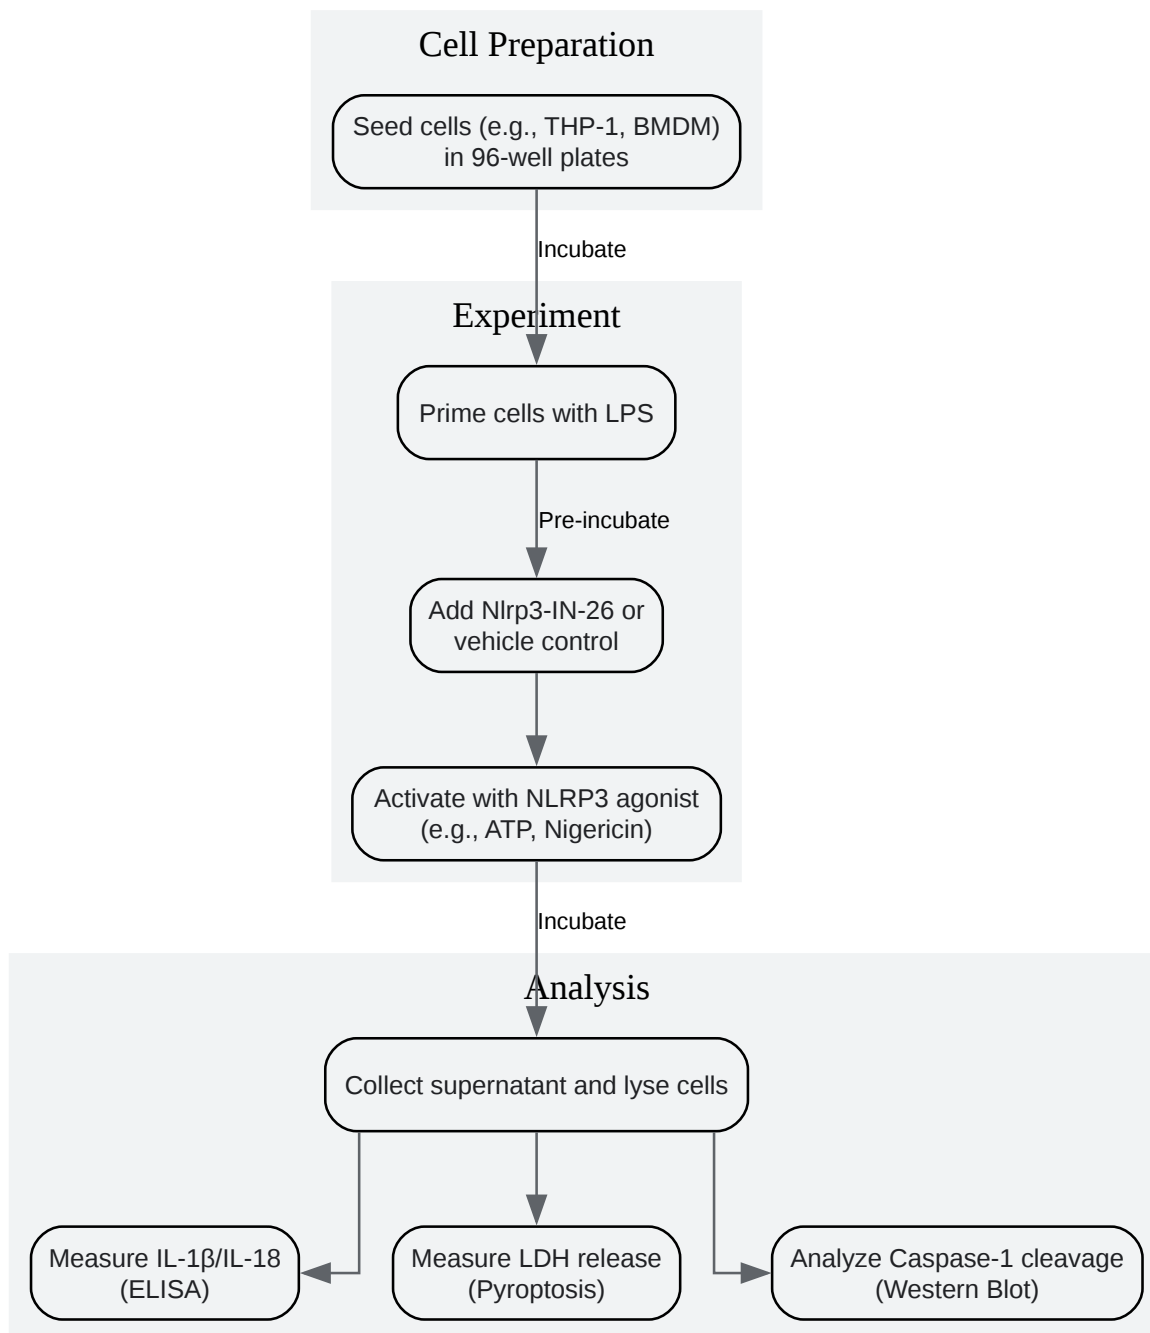 Cell Preparation
Seed cells (e.g., THP-1, BMDM)
in 96-well plates
Incubate
Experiment
Prime cells with LPS
Pre-incubate
Add Nlrp3-IN-26 or
vehicle control
Activate with NLRP3 agonist
(e.g., ATP, Nigericin)
Incubate
Analysis
Collect supernatant and lyse cells
Measure IL-1β/IL-18
(ELISA)
Measure LDH release
(Pyroptosis)
Analyze Caspase-1 cleavage
(Western Blot)